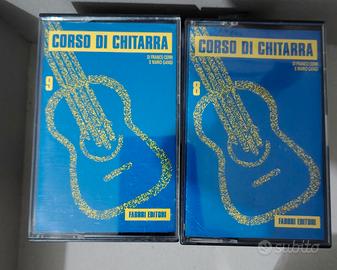 CORSO DI CHITARRA
DI FRANCO CERRI
E MARIO GANGI
9
FABBRI EDITORI
CORSO DI CHITARRA
DI FRANCO CERRI
E MARIO GANGI
8
FABBRI EDITORI
subito